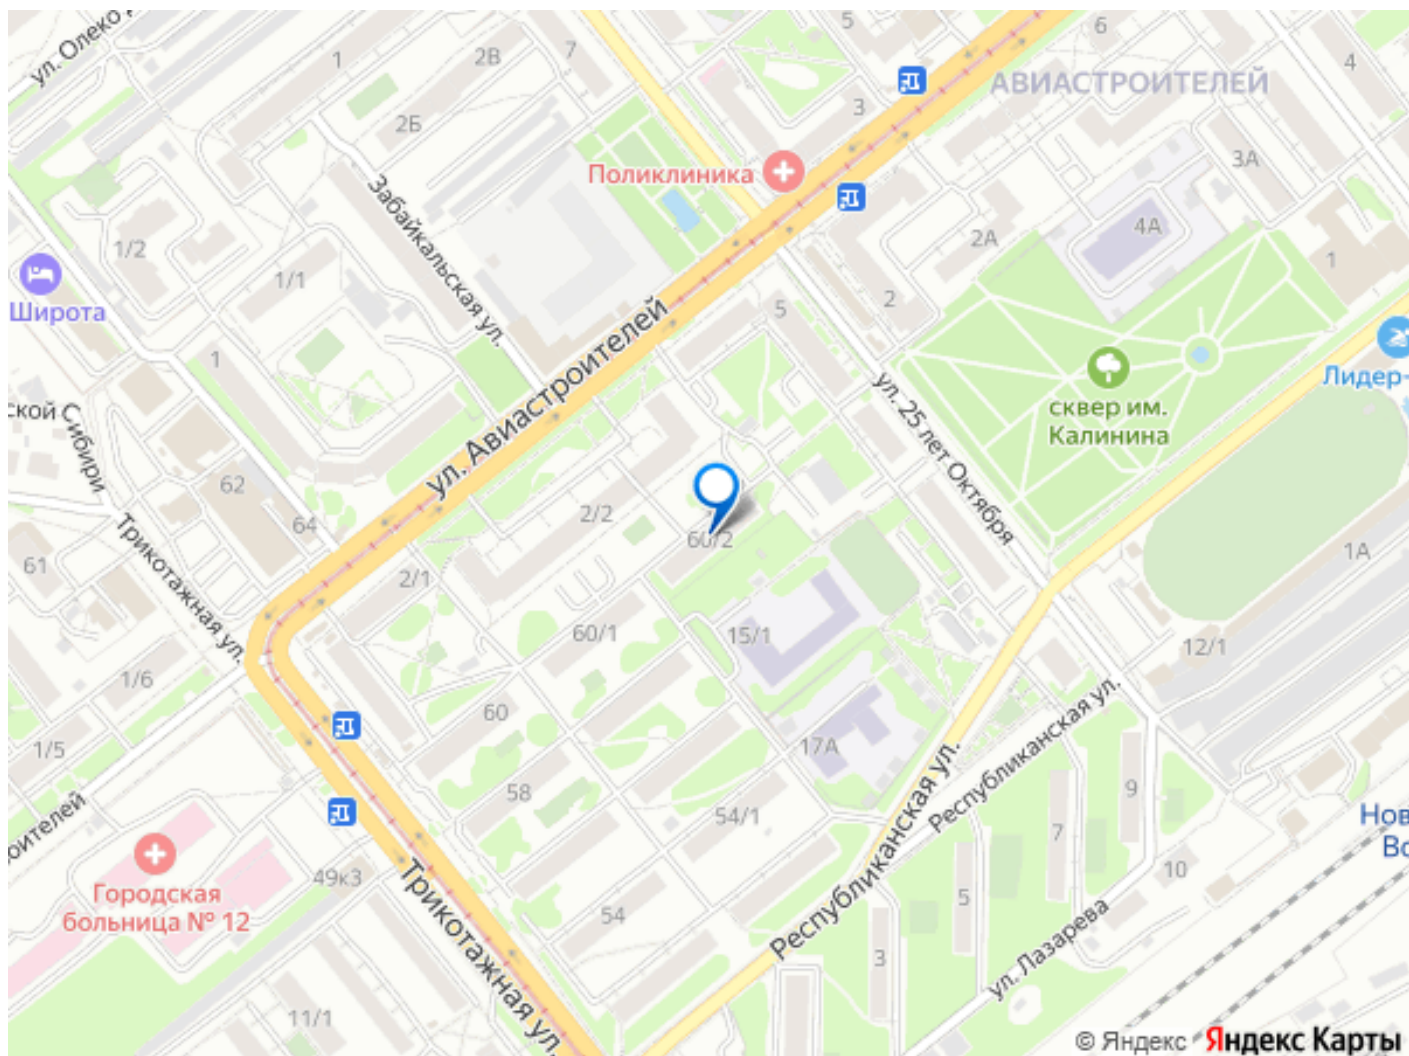 5
6
7
2В
1
4
АВИАСТРОИТЕЛЕЙ
3
2Б
3А
Поликлиника
Забайкальская ул.
4А
1/2
2А
1/1
1
Широта
2
5
ул. Авиастроителей
1
Лидер-
ул. 25 лет Октября
сквер им.
Калинина
ской Сибири
62
2/2
64
Трикотажная ул.
60/2
1А
61
2/1
60/1
15/1
12/1
1/6
60
Республиканская ул.
17А
1/5
58
9
54/1
Республиканская ул.
7
Нов
Во
оителей
10
49к3
Городская
больница № 12
Трикотажная ул.
5
54
3
ул. Лазарева
11/1
© Яндекс Яндекс Карты